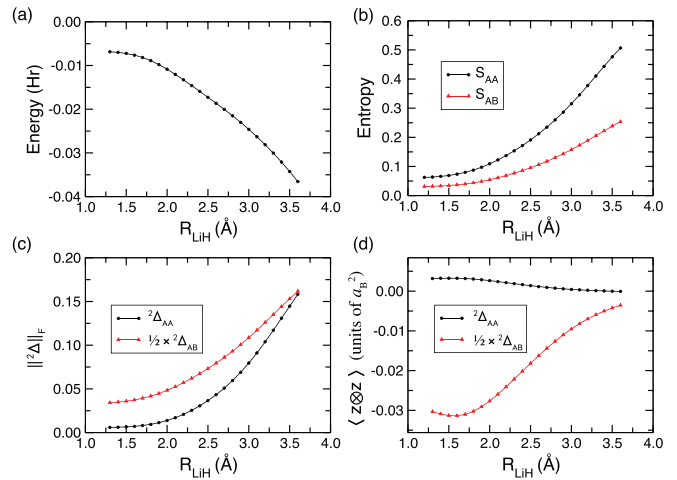 (a)
0.00
-0.01
-0.02
-0.03
-0.04
Energy (Hr)
1.0 1.5 2.0 2.5 3.0 3.5 4.0
R_LiH (Å)
(b)
0.6
0.5
0.4
0.3
0.2
0.1
0.0
Entropy
S_AA
S_AB
1.0 1.5 2.0 2.5 3.0 3.5 4.0
R_LiH (Å)
(c)
0.20
0.15
0.10
0.05
0.00
||²Δ||_F
²Δ_AA
½ × ²Δ_AB
1.0 1.5 2.0 2.5 3.0 3.5 4.0
R_LiH (Å)
(d)
0.00
-0.01
-0.02
-0.03
⟨ z⊗z ⟩ (units of a_B²)
²Δ_AA
½ × ²Δ_AB
1.0 1.5 2.0 2.5 3.0 3.5 4.0
R_LiH (Å)